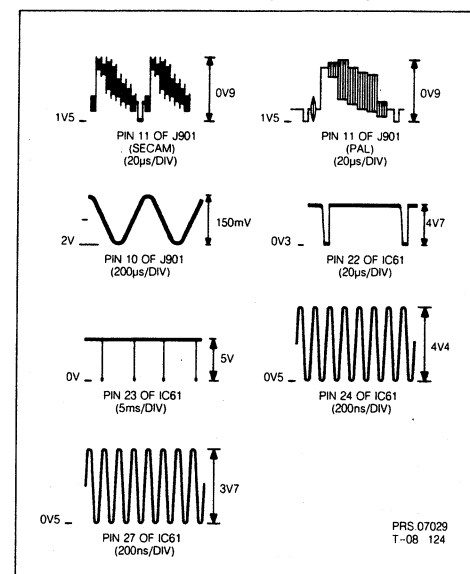 0V9
1V5
PIN 11 OF J901
(SECAM)
(20µs/DIV)
0V9
1V5
PIN 11 OF J901
(PAL)
(20µs/DIV)
150mV
2V
PIN 10 OF J901
(200µs/DIV)
4V7
0V3
PIN 22 OF IC61
(20µs/DIV)
5V
0V
PIN 23 OF IC61
(5ms/DIV)
4V4
0V5
PIN 24 OF IC61
(200ns/DIV)
3V7
0V5
PIN 27 OF IC61
(200ns/DIV)
PRS.07029
T-08 124